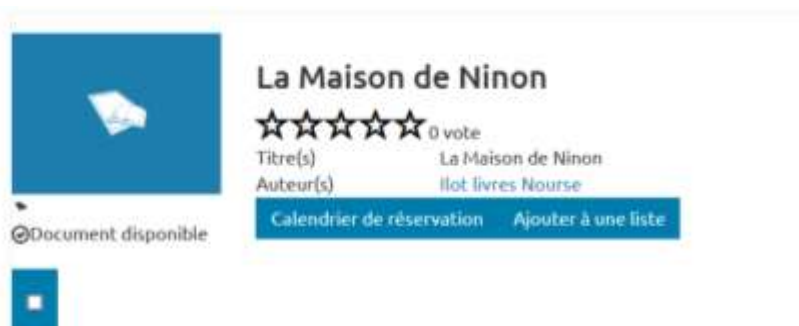 La Maison de Ninon
0 vote
Titre(s) La Maison de Ninon
Auteur(s) Ilot livres Nourse
Calendrier de réservation Ajouter à une liste
Document disponible